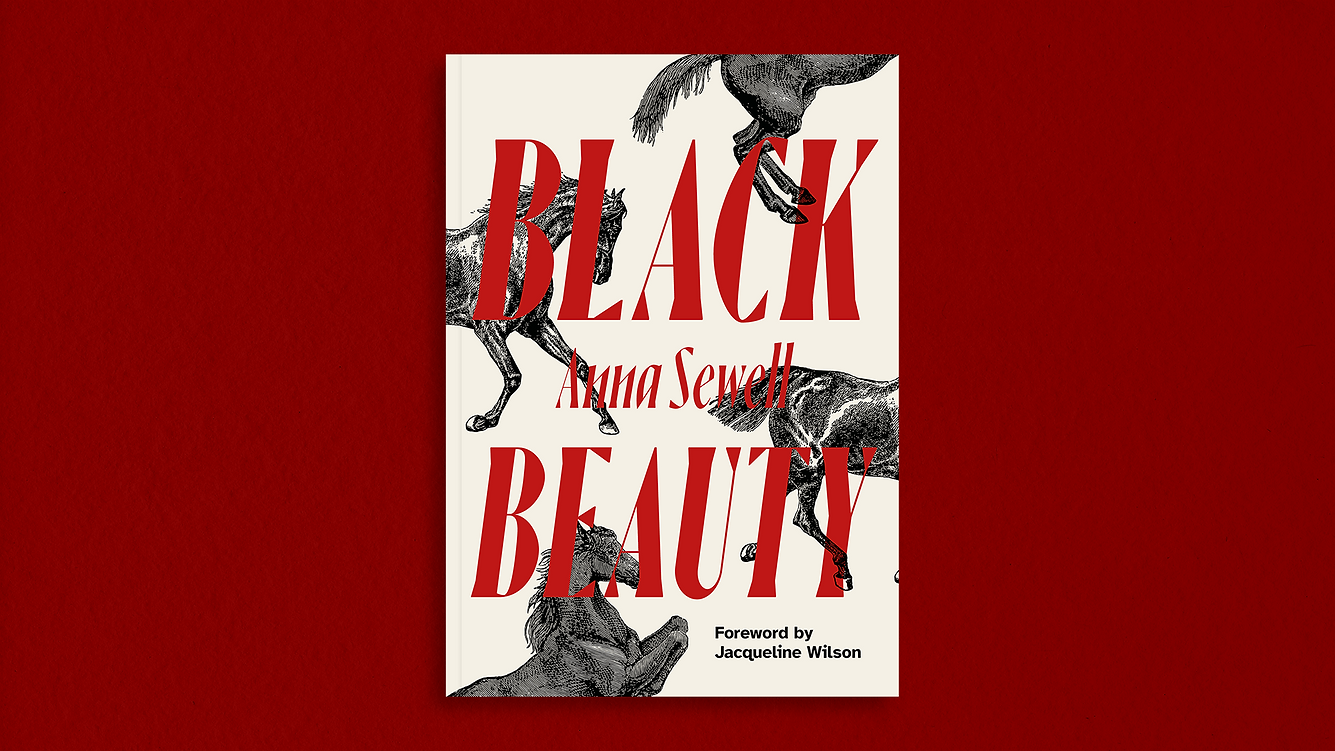 BLACK
Anna Sewell
BEAUTY
Foreword by
Jacqueline Wilson